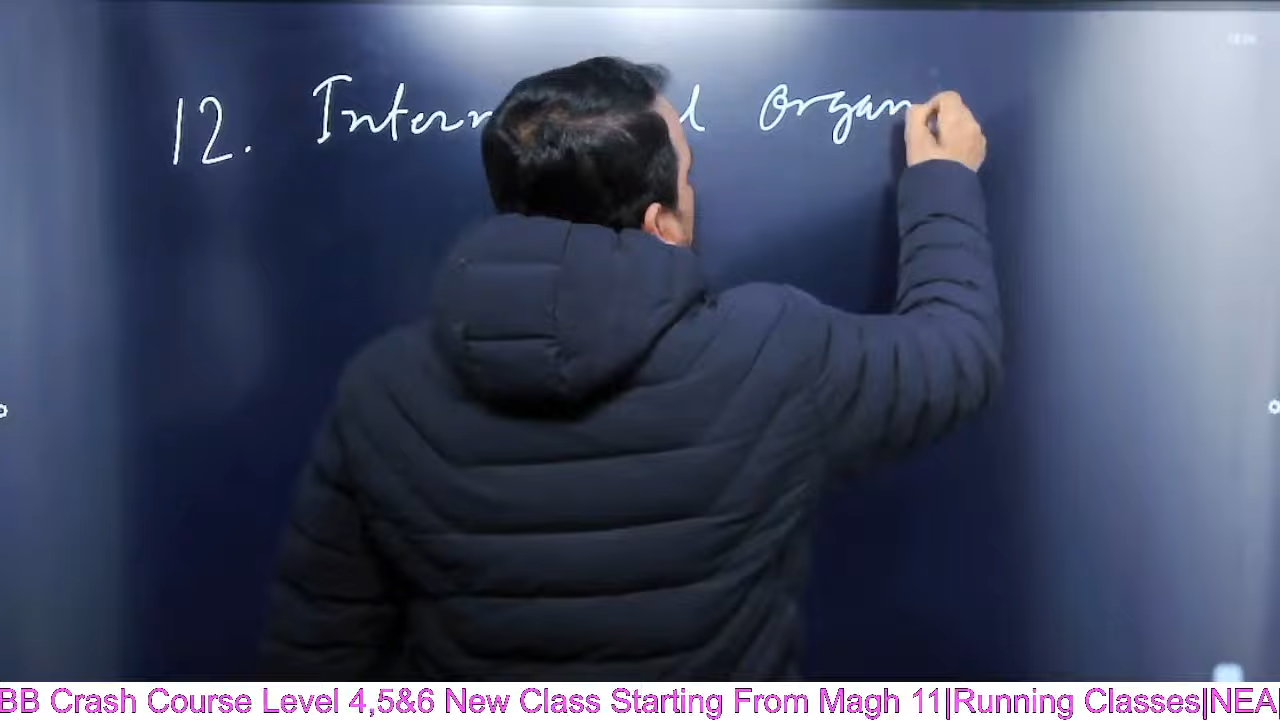 12. Intern l Organ
BB Crash Course Level 4,5&6 New Class Starting From Magh 11|Running Classes|NEA